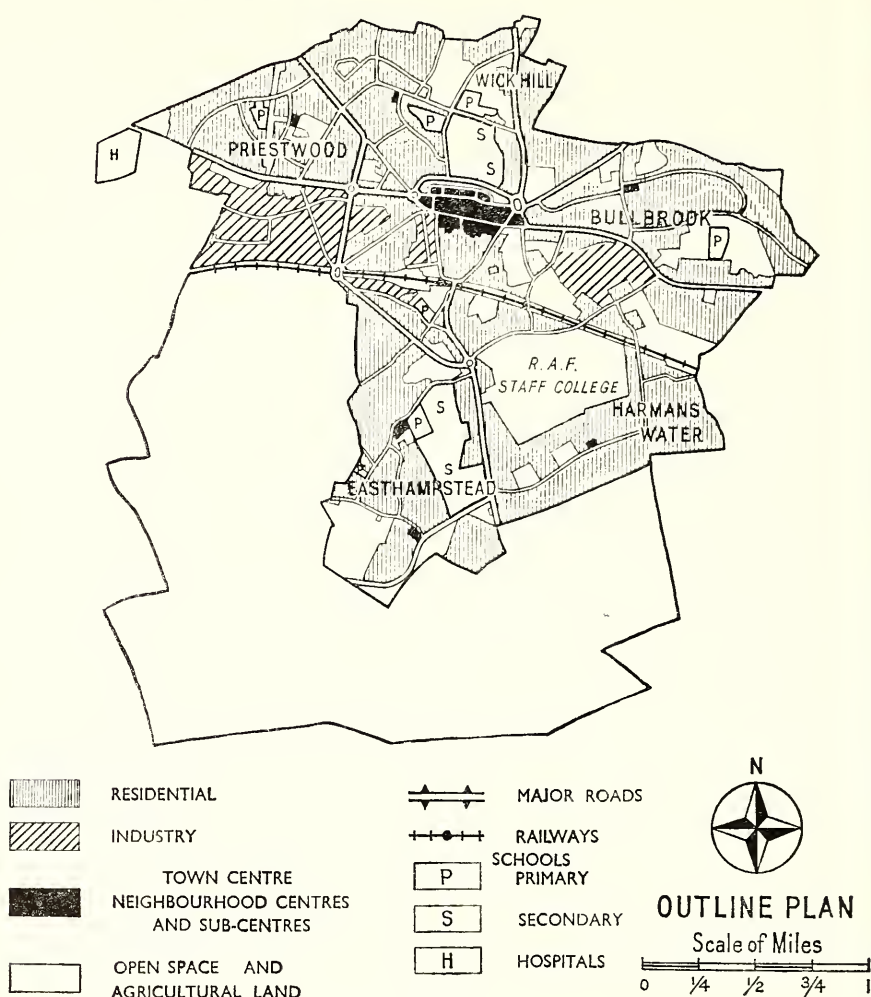 WICK HILL
P
P
P
S
H
PRIESTWOOD
S
BULLBROOK
P
P
R.A.F.
STAFF COLLEGE
S
HARMANS
WATER
P
S
EASTHAMPSTEAD
RESIDENTIAL
INDUSTRY
TOWN CENTRE
NEIGHBOURHOOD CENTRES
AND SUB-CENTRES
OPEN SPACE AND
AGRICULTURAL LAND
MAJOR ROADS
RAILWAYS
SCHOOLS
P PRIMARY
S SECONDARY
H HOSPITALS
N
OUTLINE PLAN
Scale of Miles
0 1/4 1/2 3/4 1